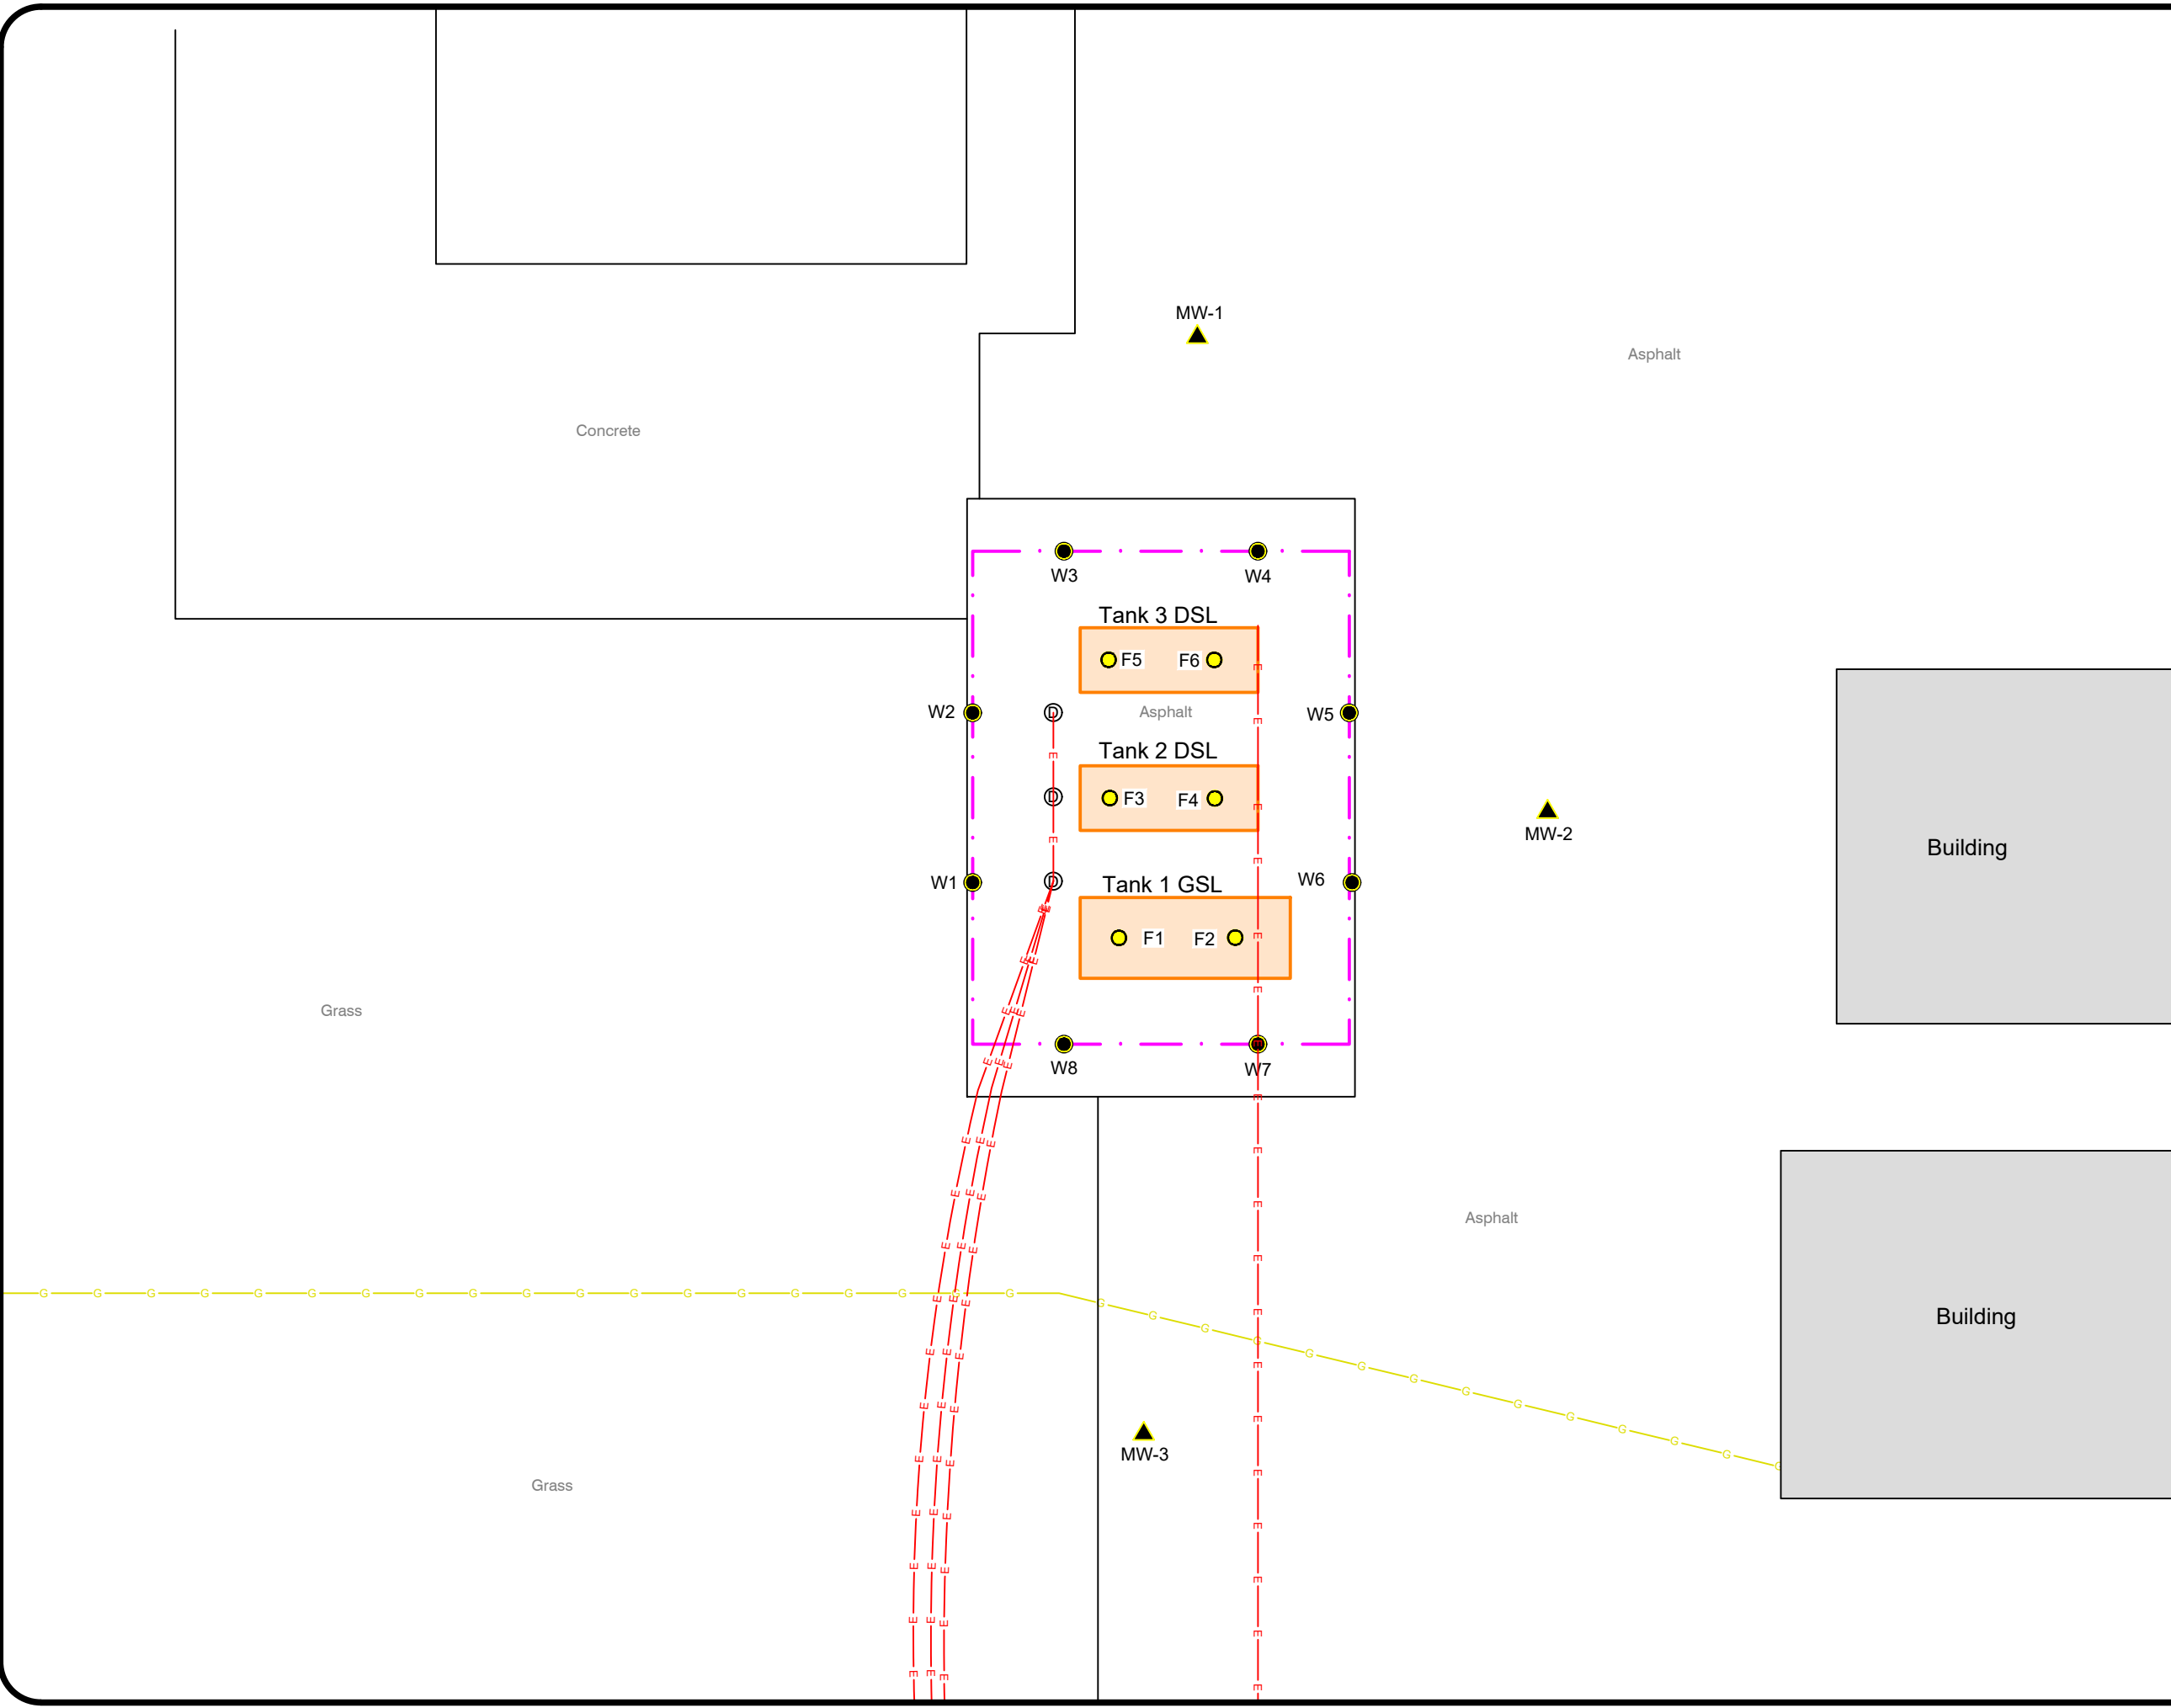 MW-1
Asphalt
Concrete
W3
W4
Tank 3 DSL
F5
F6
W2
D
Asphalt
W5
Tank 2 DSL
D
F3
F4
MW-2
Building
W1
D
Tank 1 GSL
W6
F1
F2
Grass
W8
W7
Asphalt
E E E E E E E E E E E E E E E E E E E E
G G G G G G G G G G G G G G G G G G G G G G G G G G G G G G G G G G
Building
MW-3
Grass